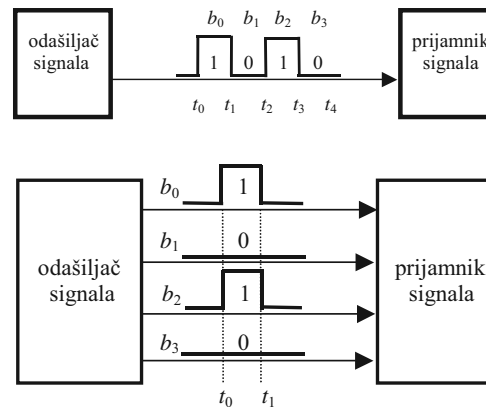 b₀ b₁ b₂ b₃
odašiljač
signala
1 0 1 0
prijamnik
signala
t₀ t₁ t₂ t₃ t₄
b₀ 1
b₁ 0
odašiljač
signala
prijamnik
signala
b₂ 1
b₃ 0
t₀ t₁